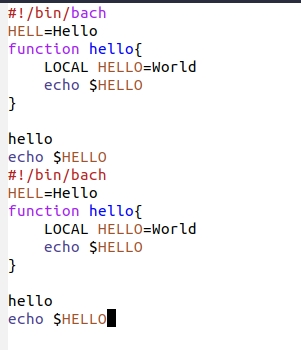 #!/bin/bach
HELL=Hello
function hello{
    LOCAL HELLO=World
    echo $HELLO
}

hello
echo $HELLO
#!/bin/bach
HELL=Hello
function hello{
    LOCAL HELLO=World
    echo $HELLO
}

hello
echo $HELLO